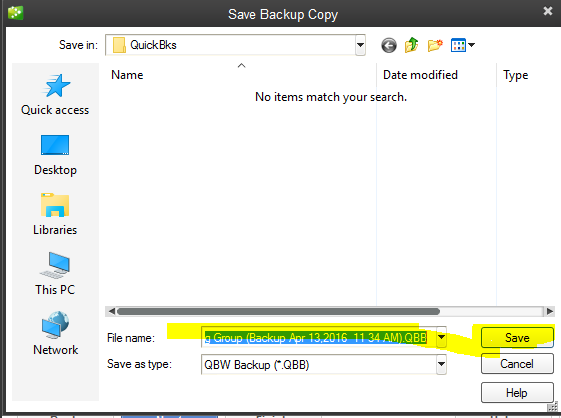 Save Backup Copy
Save in: QuickBks
Name Date modified Type
No items match your search.
Quick access
Desktop
Libraries
This PC
Network
File name: g Group (Backup Apr 13,2016 11 34 AM).QBB
Save
Save as type: QBW Backup (*.QBB)
Cancel
Help